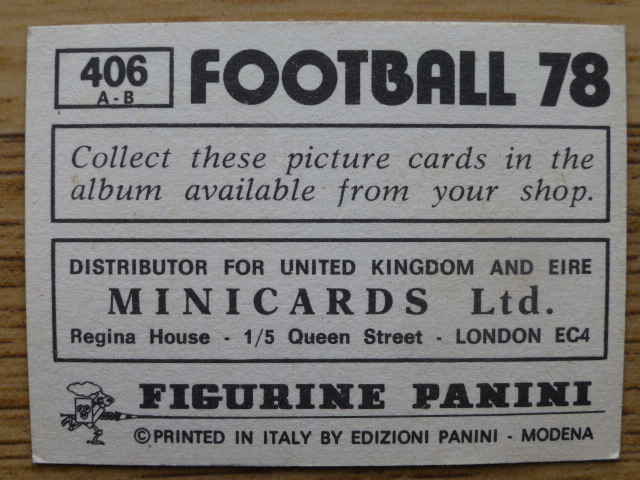 406
A-B
FOOTBALL 78
Collect these picture cards in the
album available from your shop.
DISTRIBUTOR FOR UNITED KINGDOM AND EIRE
MINICARDS Ltd.
Regina House - 1/5 Queen Street - LONDON EC4
FIGURINE PANINI
©PRINTED IN ITALY BY EDIZIONI PANINI - MODENA